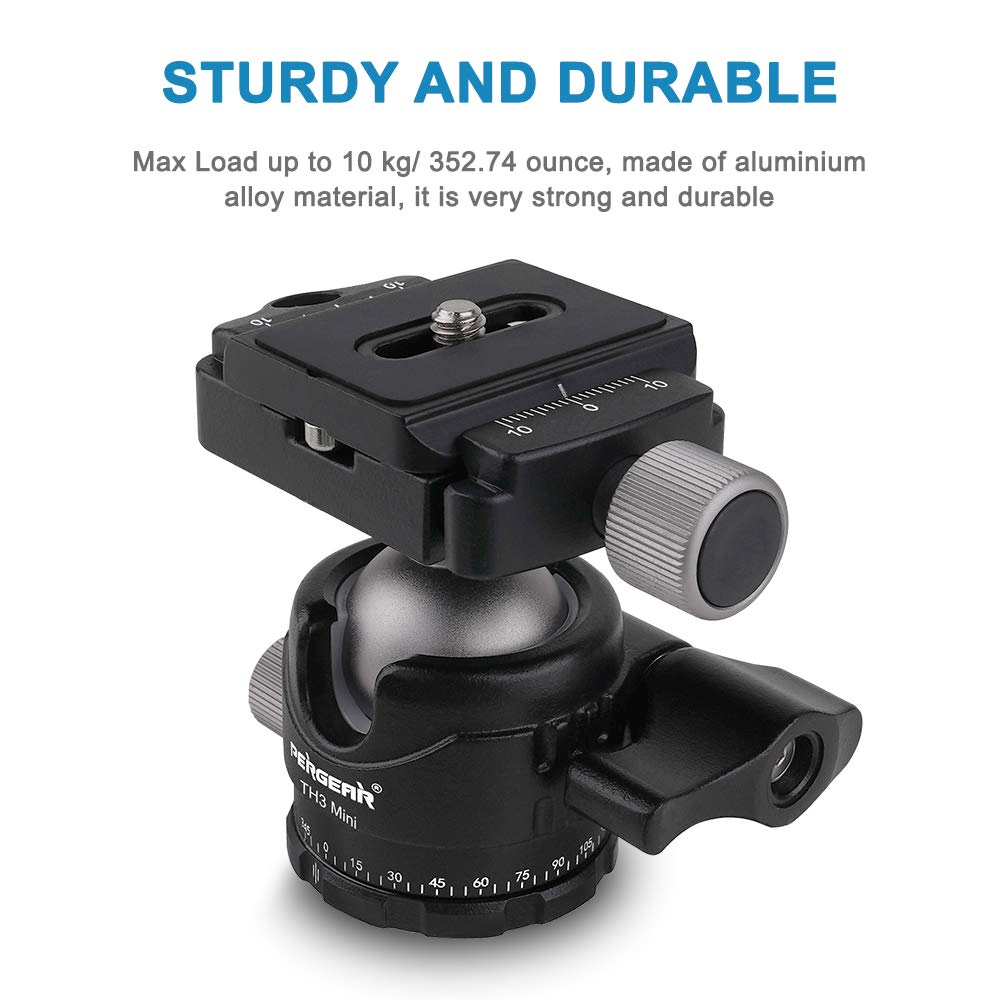 STURDY AND DURABLE
Max Load up to 10 kg/ 352.74 ounce, made of aluminium
alloy material, it is very strong and durable
10
10
10 0 10
PERGEAR®
TH3 Mini
345 0 15 30 45 60 75 90 105